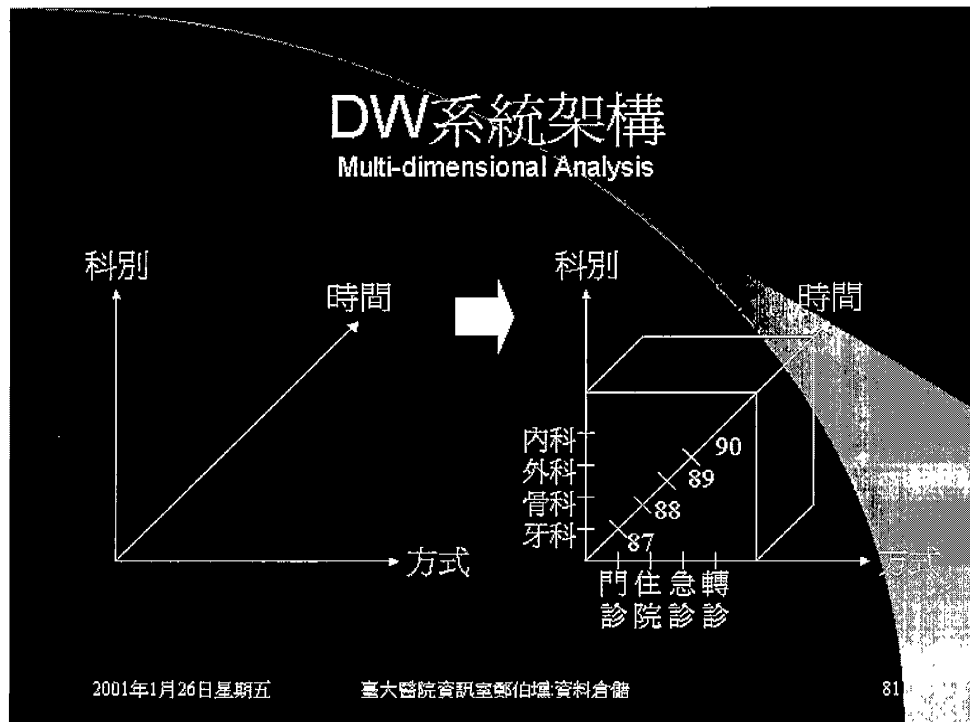 DW系統架構
Multi-dimensional Analysis
科別
時間
方式
科別
時間
內科
外科
骨科
牙科
90
89
88
87
門診
住院
急診
轉診
方式
2001年1月26日星期五
臺大醫院資訊室鄭伯壎:資料倉儲
81